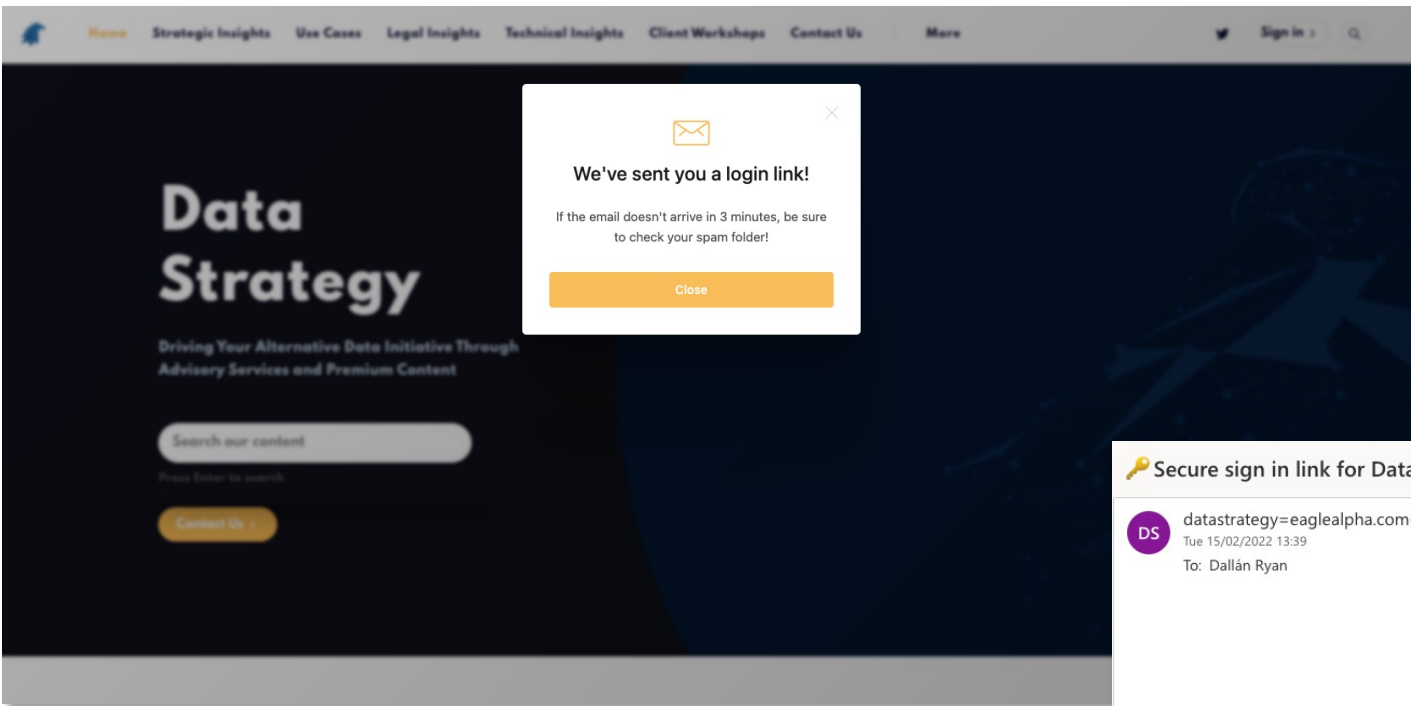 Home Strategic Insights Use Cases Legal Insights Technical Insights Client Workshops Contact Us More Sign in ›
We've sent you a login link!
If the email doesn't arrive in 3 minutes, be sure
to check your spam folder!
Close
Data
Strategy
Driving Your Alternative Data Initiative Through
Advisory Services and Premium Content
Search our content
Press Enter to search
Contact Us ›
🔑 Secure sign in link for Data
DS
datastrategy=eaglealpha.com
Tue 15/02/2022 13:39
To: Dallán Ryan